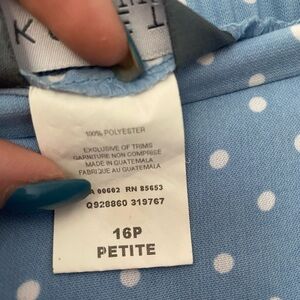 100% POLYESTER
EXCLUSIVE OF TRIMS
GARNITURE NON COMPRISE
MADE IN GUATEMALA
FABRIQUE AU GUATEMALA
00602 RN 85653
Q928860 319767
16P
PETITE